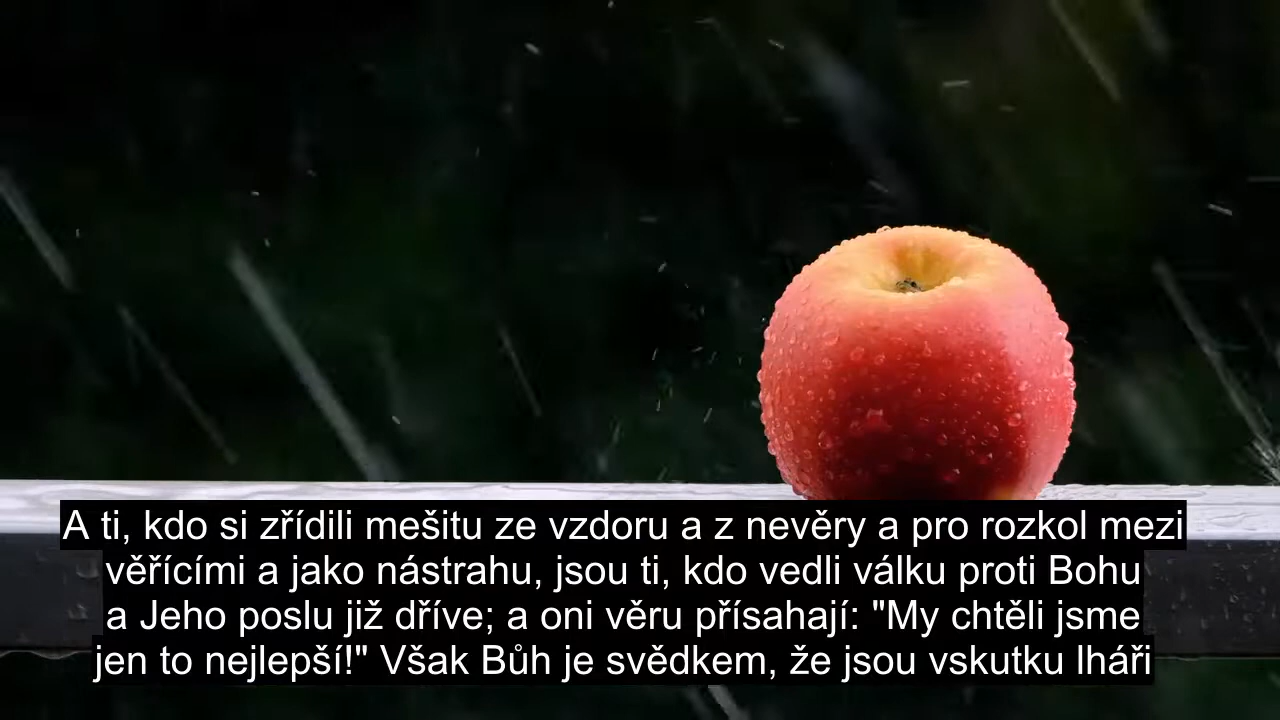 A ti, kdo si zřídili mešitu ze vzdoru a z nevěry a pro rozkol mezi
věřícími a jako nástrahu, jsou ti, kdo vedli válku proti Bohu
a Jeho poslu již dříve; a oni věru přísahají: "My chtěli jsme
jen to nejlepší!" Však Bůh je svědkem, že jsou vskutku lháři